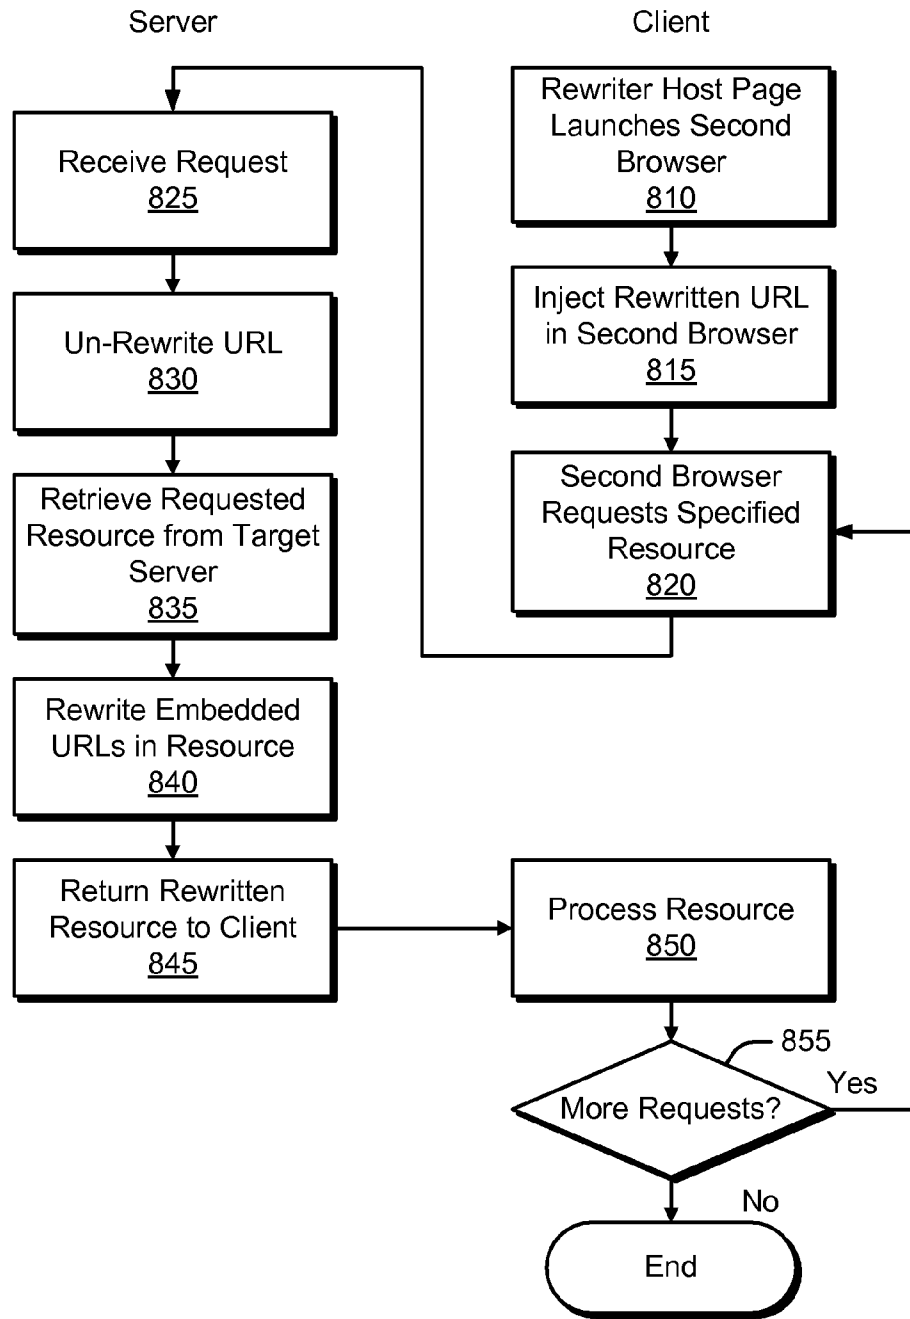 Server
Client
Rewriter Host Page
Launches Second
Browser
810
Inject Rewritten URL
in Second Browser
815
Second Browser
Requests Specified
Resource
820
Receive Request
825
Un-Rewrite URL
830
Retrieve Requested
Resource from Target
Server
835
Rewrite Embedded
URLs in Resource
840
Return Rewritten
Resource to Client
845
Process Resource
850
855
More Requests?
Yes
No
End